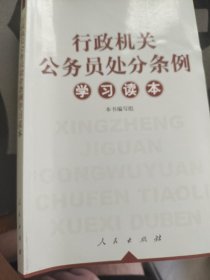 行政机关
公务员处分条例
学习读本
本书编写组
XINGZHENG
JIGUAN
GONGWUYUAN
CHUFEN
TIAOLI
XUEXI DUBEN
人民出版社